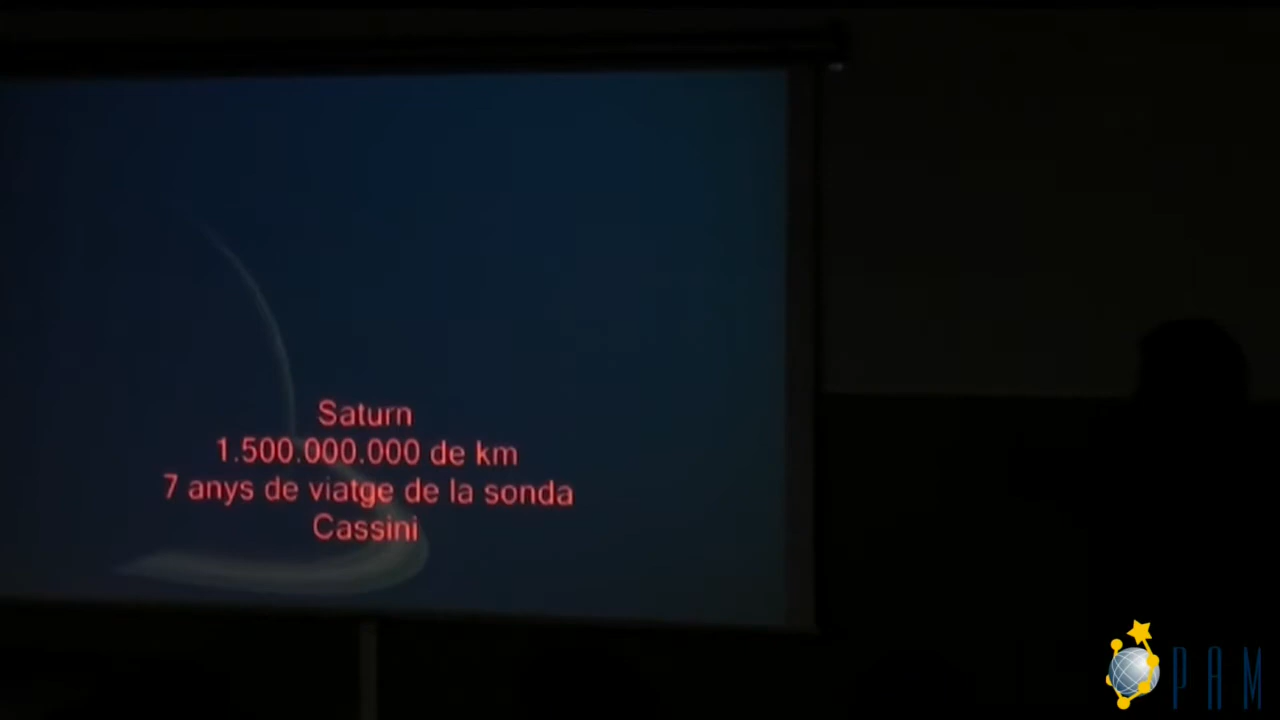 Saturn
1.500.000.000 de km
7 anys de viatge de la sonda
Cassini
PAM